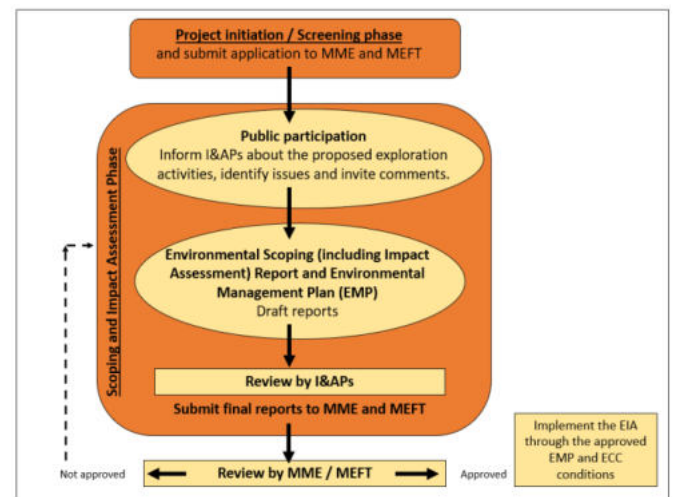 Project initiation / Screening phase
and submit application to MME and MEFT
Scoping and Impact Assessment Phase
Public participation
Inform I&APs about the proposed exploration
activities, identify issues and invite comments.
Environmental Scoping (including Impact
Assessment) Report and Environmental
Management Plan (EMP)
Draft reports
Review by I&APs
Submit final reports to MME and MEFT
Not approved
Review by MME / MEFT
Approved
Implement the EIA
through the approved
EMP and ECC
conditions